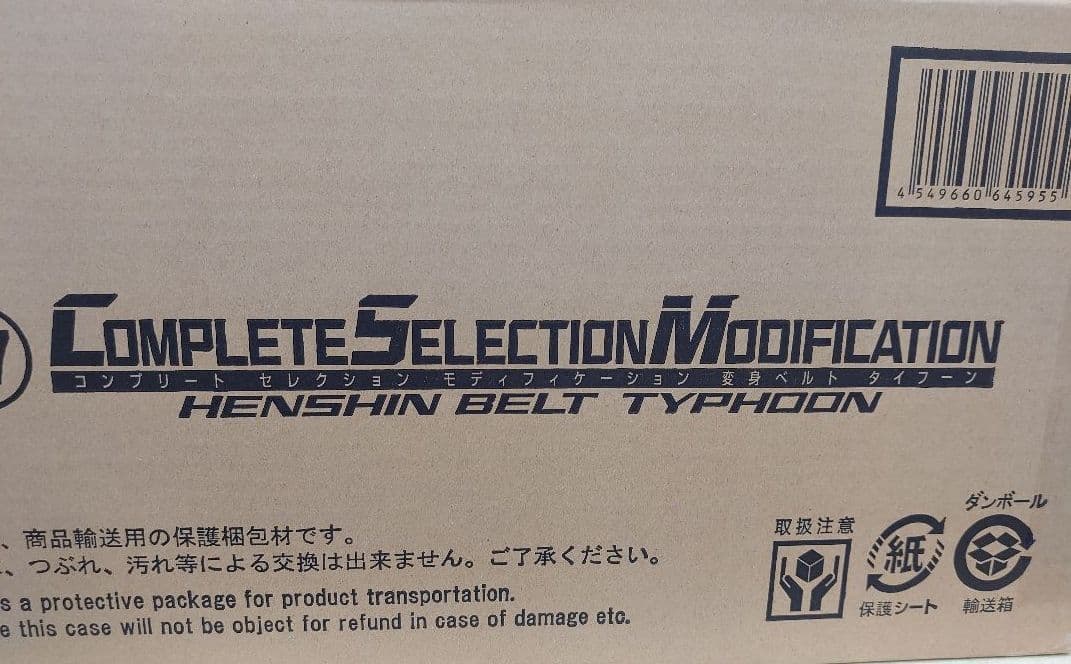 4 549660 645955
COMPLETE SELECTION MODIFICATION
コンプリート セレクション モディフィケーション 変身ベルト タイフーン
HENSHIN BELT TYPHOON
、商品輸送用の保護梱包材です。
、つぶれ、汚れ等による交換は出来ません。ご了承ください。
s a protective package for product transportation.
e this case will not be object for refund in case of damage etc.
取扱注意
紙
保護シート
ダンボール
輸送箱